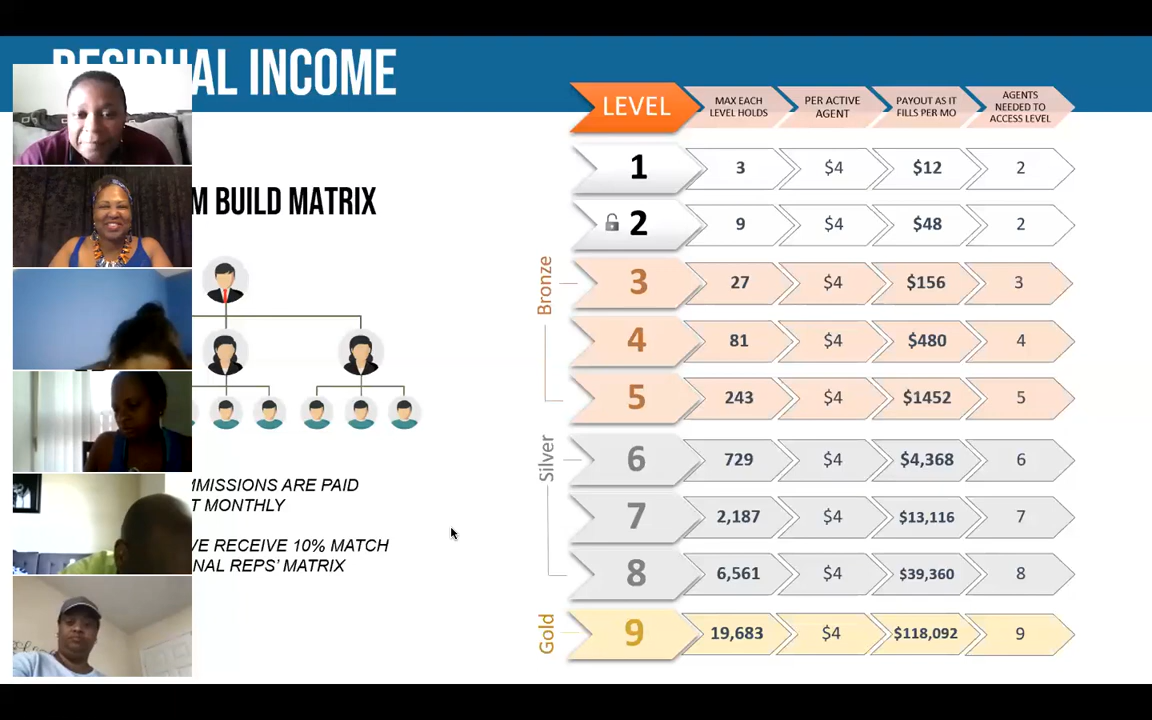 RESIDUAL INCOME
M BUILD MATRIX
MMISSIONS ARE PAID
T MONTHLY
VE RECEIVE 10% MATCH
NAL REPS' MATRIX
LEVEL
MAX EACH
LEVEL HOLDS
PER ACTIVE
AGENT
PAYOUT AS IT
FILLS PER MO
AGENTS
NEEDED TO
ACCESS LEVEL
1 3 $4 $12 2
2 9 $4 $48 2
Bronze
3 27 $4 $156 3
4 81 $4 $480 4
5 243 $4 $1452 5
Silver
6 729 $4 $4,368 6
7 2,187 $4 $13,116 7
8 6,561 $4 $39,360 8
Gold
9 19,683 $4 $118,092 9